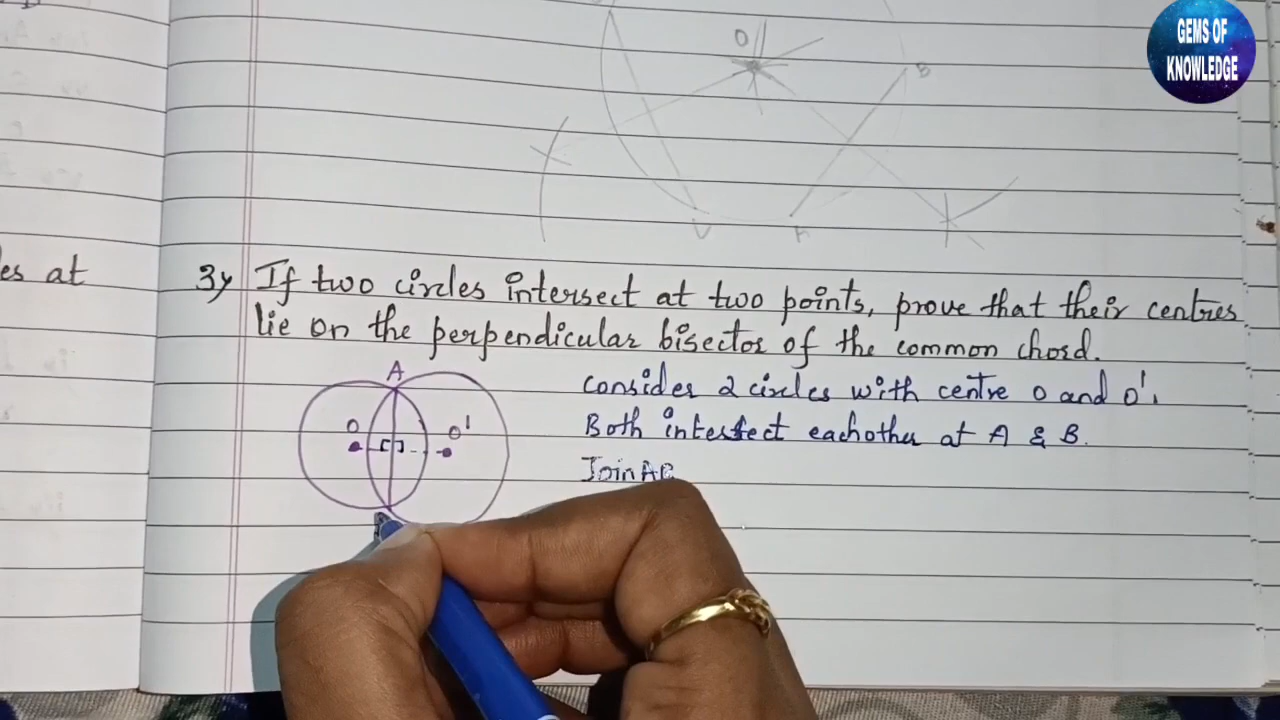 GEMS OF
KNOWLEDGE
O
B
es at
3y If two circles intersect at two points, prove that their centres
lie on the perpendicular bisector of the common chord.
A
Consider 2 circles with centre O and O'.
O O'
Both intersect eachother at A & B.
Join AB